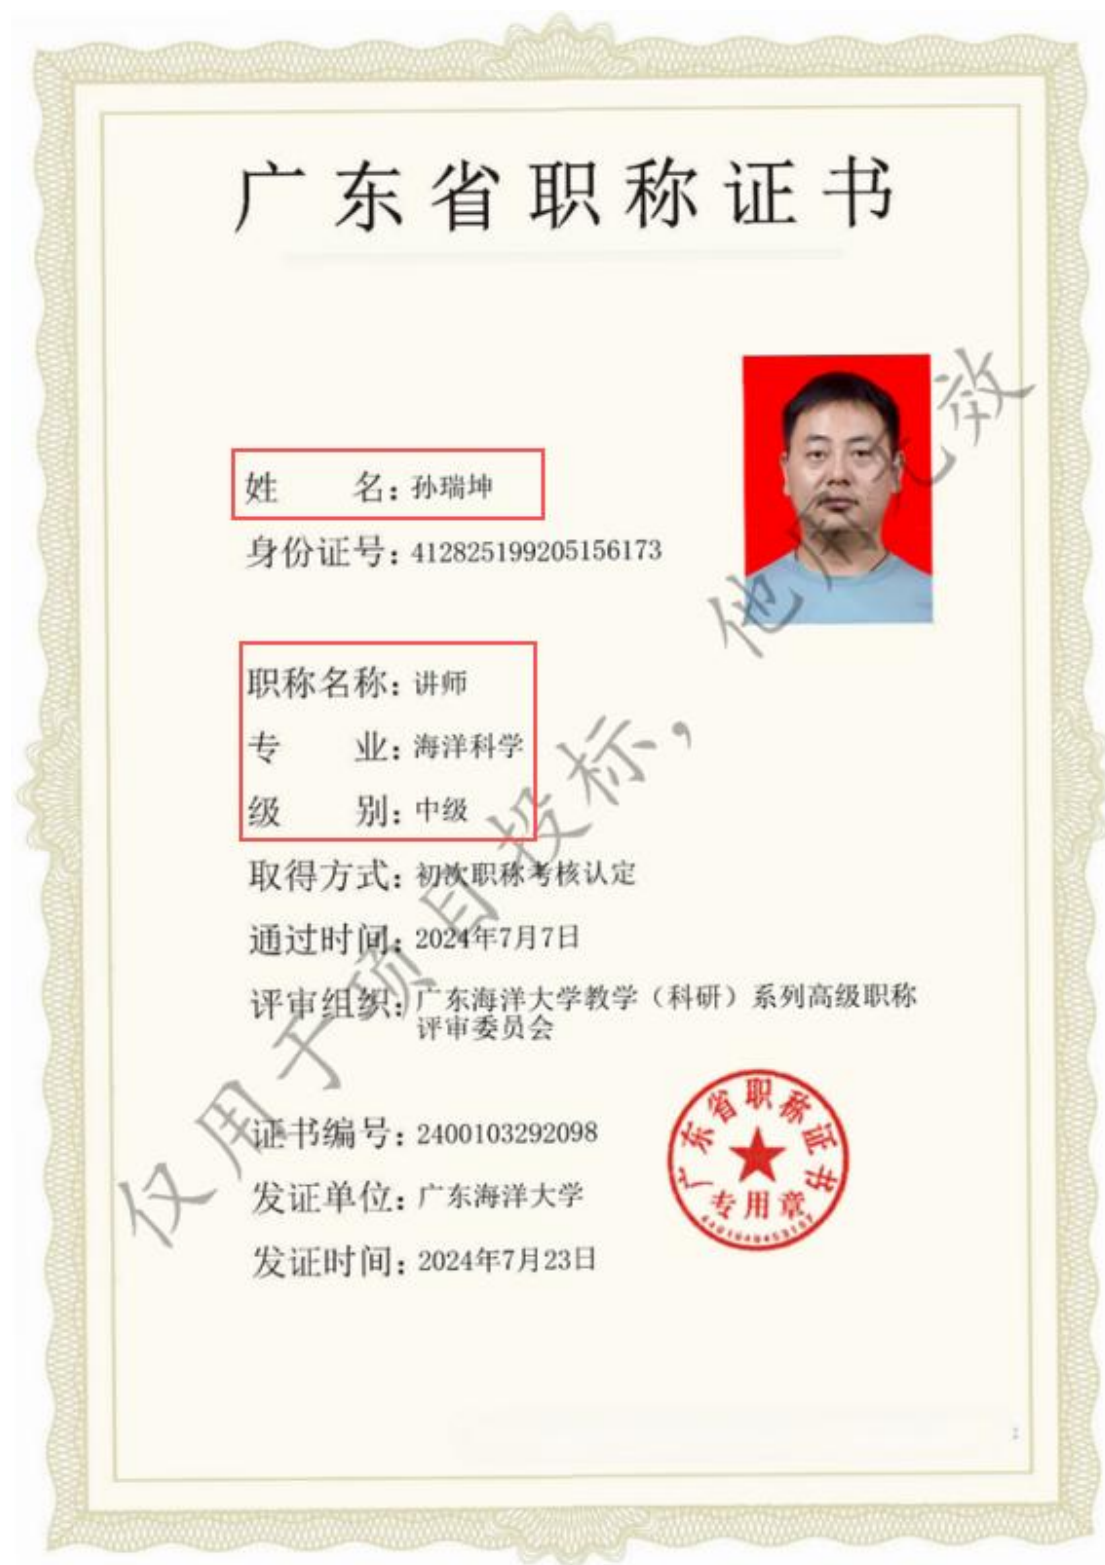 广东省职称证书
姓 名：孙瑞坤
身份证号：412825199205156173
职称名称：讲师
专 业：海洋科学
级 别：中级
取得方式：初次职称考核认定
通过时间：2024年7月7日
评审组织：广东海洋大学教学（科研）系列高级职称
评审委员会
证书编号：2400103292098
发证单位：广东海洋大学
发证时间：2024年7月23日
广东省职称证书
专用章
仅用于项目投标，他用无效